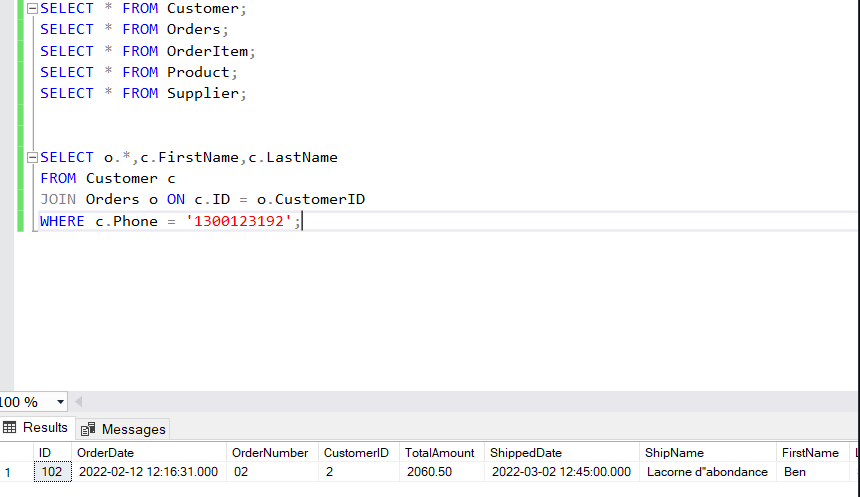 SELECT * FROM Customer;
SELECT * FROM Orders;
SELECT * FROM OrderItem;
SELECT * FROM Product;
SELECT * FROM Supplier;
SELECT o.*,c.FirstName,c.LastName
FROM Customer c
JOIN Orders o ON c.ID = o.CustomerID
WHERE c.Phone = '1300123192';
100 %
Results Messages
ID OrderDate OrderNumber CustomerID TotalAmount ShippedDate ShipName FirstName L
1 102 2022-02-12 12:16:31.000 02 2 2060.50 2022-03-02 12:45:00.000 Lacorne d"abondance Ben